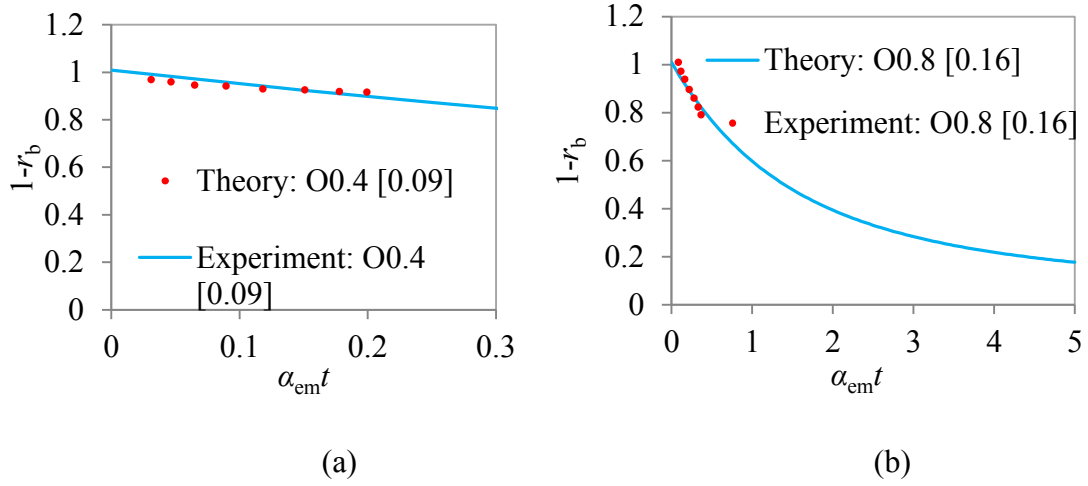 1.2
1
0.8
0.6
0.4
0.2
0
1-r_b
Theory: O0.4 [0.09]
Experiment: O0.4
[0.09]
0 0.1 0.2 0.3
α_em t
(a)
1.2
1
0.8
0.6
0.4
0.2
0
1-r_b
Theory: O0.8 [0.16]
Experiment: O0.8 [0.16]
0 1 2 3 4 5
α_em t
(b)